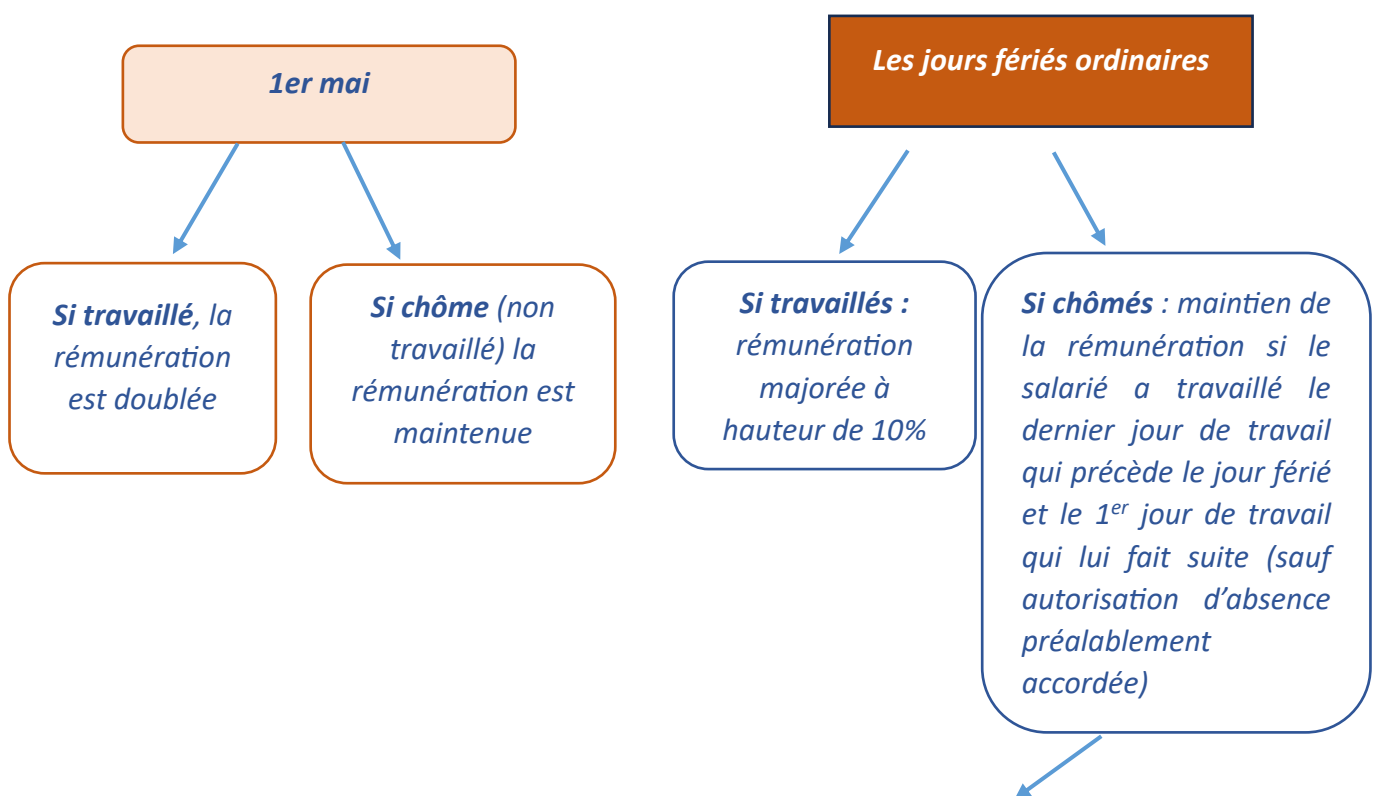 1er mai
Les jours fériés ordinaires
Si travaillé, la
rémunération
est doublée
Si chôme (non
travaillé) la
rémunération est
maintenue
Si travaillés :
rémunération
majorée à
hauteur de 10%
Si chômés : maintien de
la rémunération si le
salarié a travaillé le
dernier jour de travail
qui précède le jour férié
et le 1er jour de travail
qui lui fait suite (sauf
autorisation d’absence
préalablement
accordée)